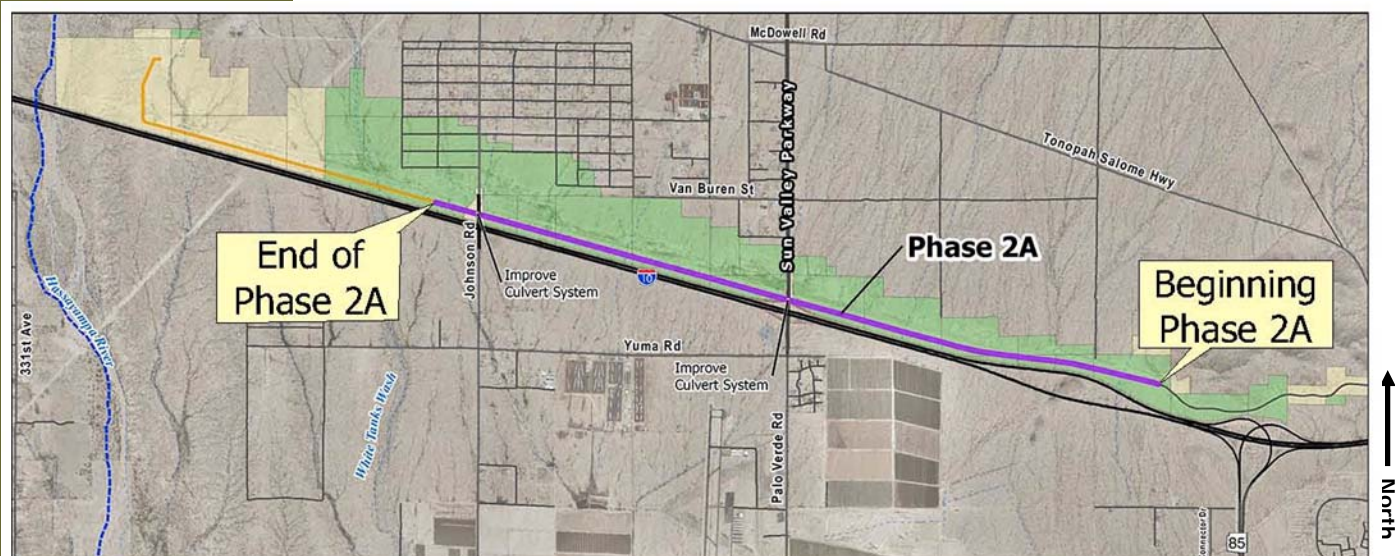 McDowell Rd
Sun Valley Parkway
Tonopah Salome Hwy
Van Buren St
End of
Phase 2A
Johnson Rd
Improve
Culvert System
10
Phase 2A
Beginning
Phase 2A
331st Ave
Hassayampa River
Yuma Rd
White Tanks Wash
Improve
Culvert System
Palo Verde Rd
85
North